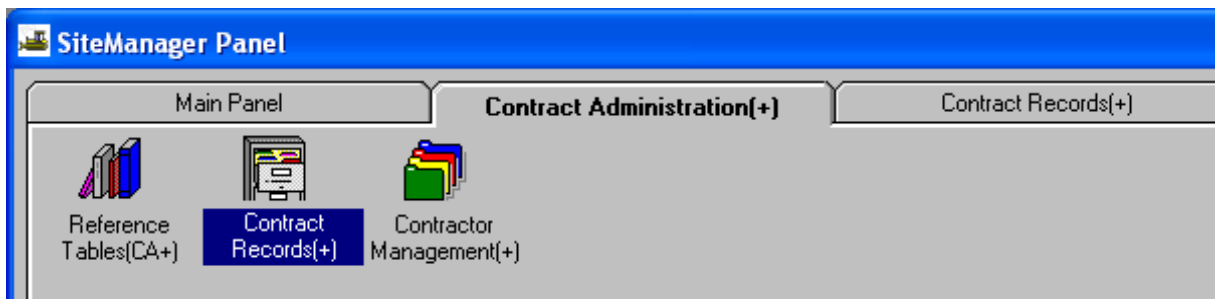 SiteManager Panel
Main Panel
Contract Administration(+)
Contract Records(+)
Reference
Tables(CA+)
Contract
Records(+)
Contractor
Management(+)